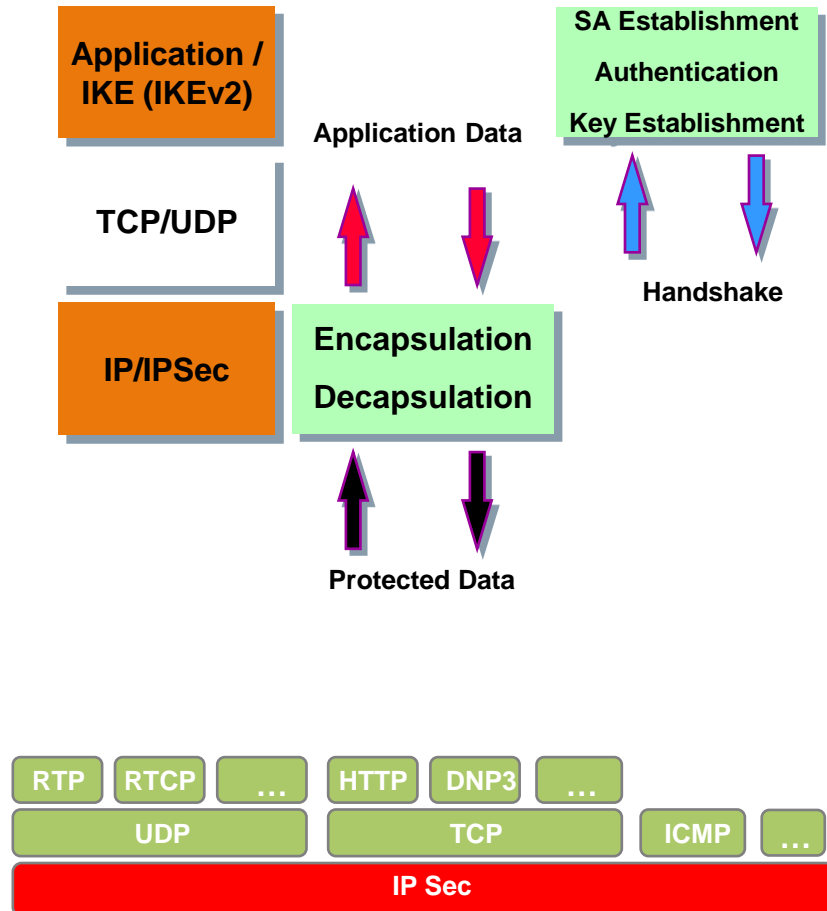 Application /
IKE (IKEv2)
SA Establishment
Authentication
Key Establishment
Application Data
TCP/UDP
Handshake
IP/IPSec
Encapsulation
Decapsulation
Protected Data
RTP
RTCP
...
HTTP
DNP3
...
UDP
TCP
ICMP
...
IP Sec